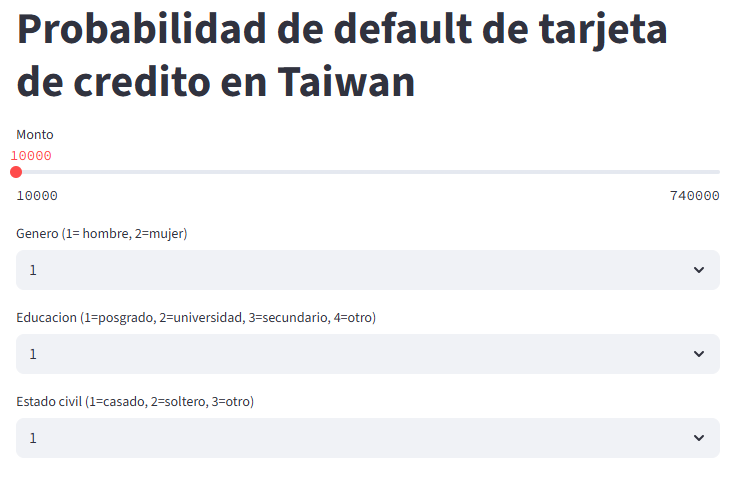 Probabilidad de default de tarjeta
de credito en Taiwan
Monto
10000
10000 740000
Genero (1= hombre, 2=mujer)
1
Educacion (1=posgrado, 2=universidad, 3=secundario, 4=otro)
1
Estado civil (1=casado, 2=soltero, 3=otro)
1